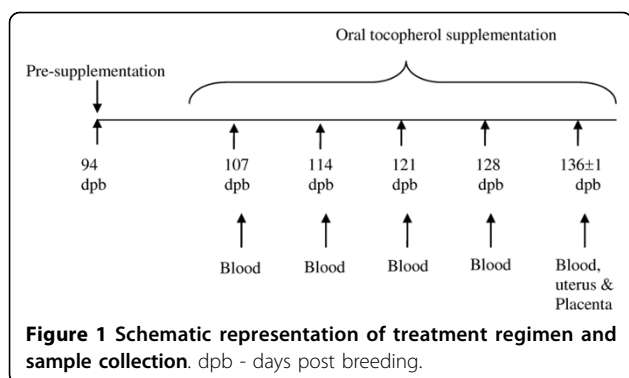 Oral tocopherol supplementation
Pre-supplementation
94 107 114 121 128 136±1
dpb dpb dpb dpb dpb dpb
Blood Blood Blood Blood Blood,
uterus &
Placenta
Figure 1 Schematic representation of treatment regimen and
sample collection. dpb - days post breeding.